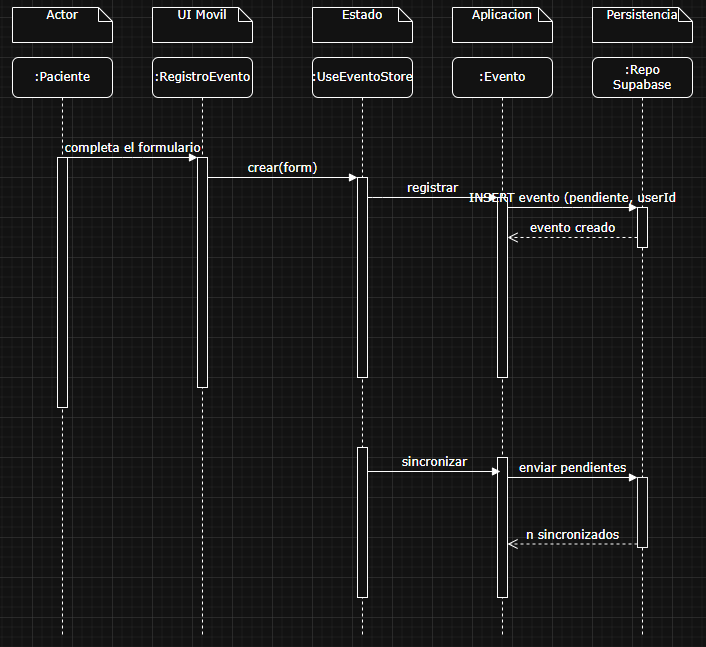 Actor
UI Movil
Estado
Aplicacion
Persistencia
:Paciente
:RegistroEvento
:UseEventoStore
:Evento
:Repo
Supabase
completa el formulario
crear(form)
registrar
INSERT evento (pendiente, userId
evento creado
sincronizar
enviar pendientes
n sincronizados